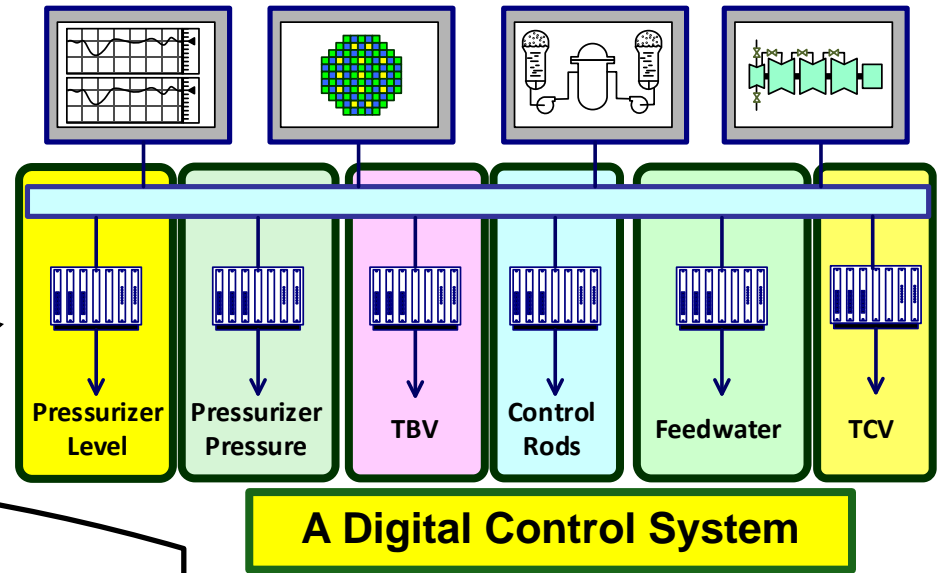 Pressurizer
Level
Pressurizer
Pressure
TBV
Control
Rods
Feedwater
TCV
A Digital Control System